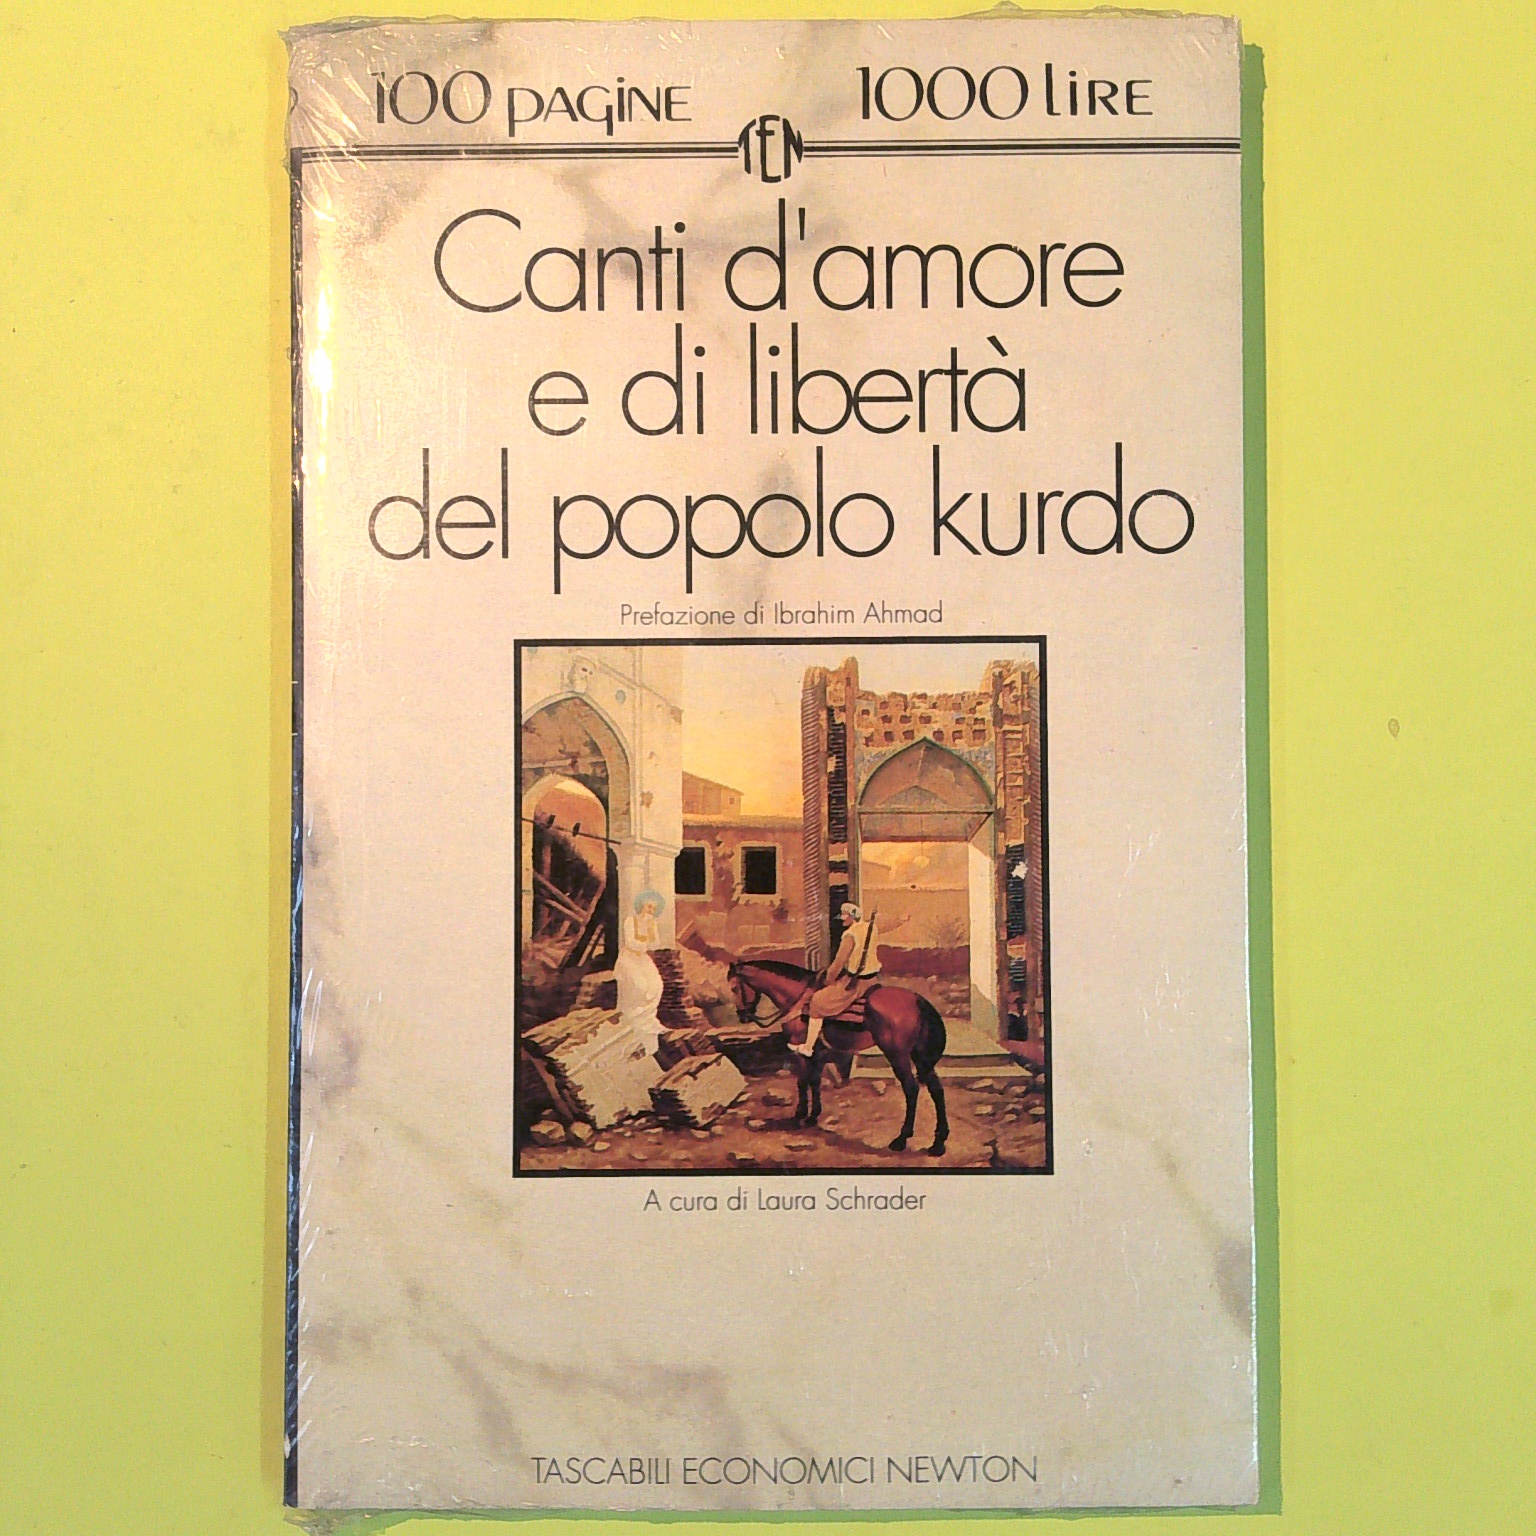 100 PAGINE 1000 LIRE
TEN
Canti d'amore
e di libertà
del popolo kurdo
Prefazione di Ibrahim Ahmad
A cura di Laura Schrader
TASCABILI ECONOMICI NEWTON